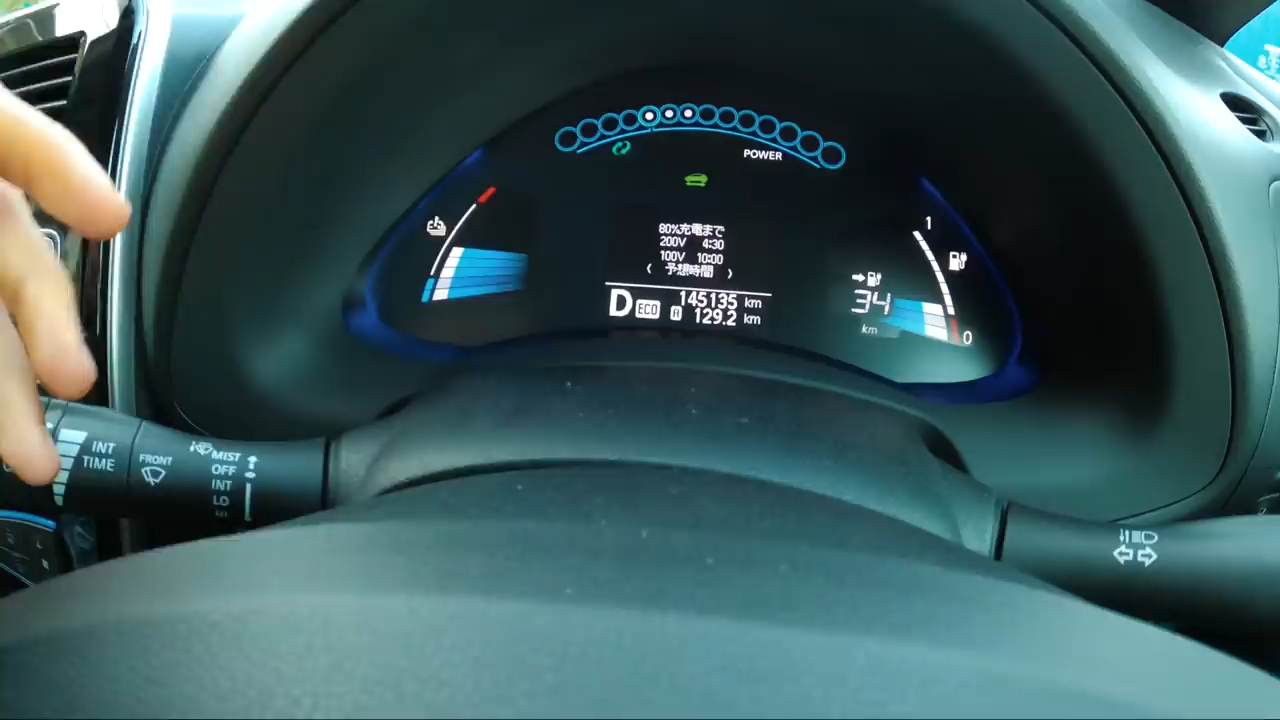 POWER
80%充電まで
200V 4:30
100V 10:00
予想時間
D ECO A 145135 km
129.2 km
1
34
km
0
INT
TIME
FRONT
MIST
OFF
INT
LO